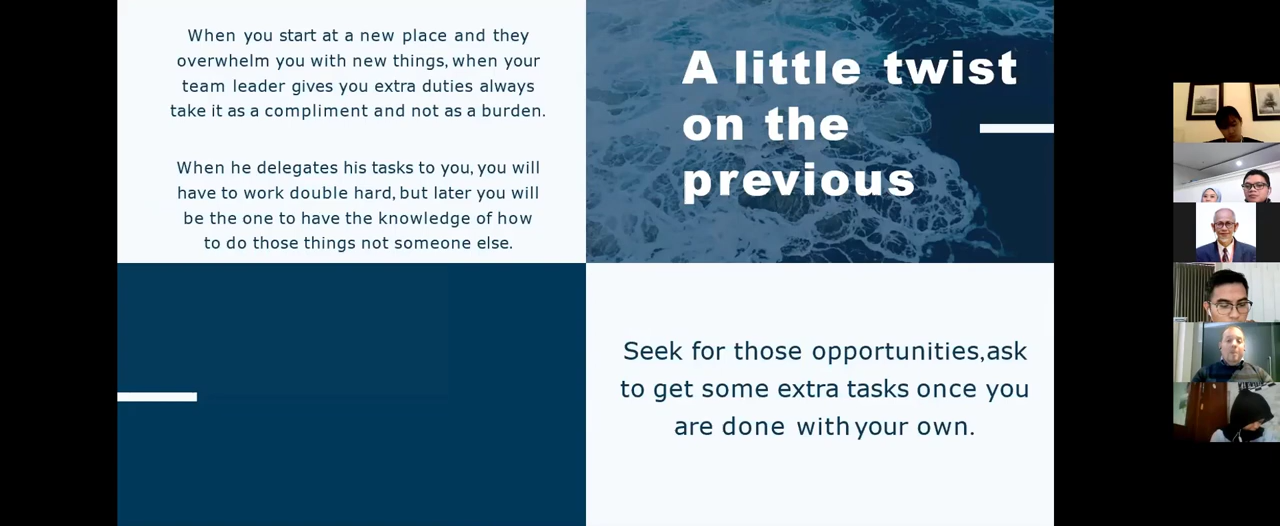 When you start at a new place and they
overwhelm you with new things, when your
team leader gives you extra duties always
take it as a compliment and not as a burden.
When he delegates his tasks to you, you will
have to work double hard, but later you will
be the one to have the knowledge of how
to do those things not someone else.
A little twist
on the
previous
Seek for those opportunities,ask
to get some extra tasks once you
are done with your own.